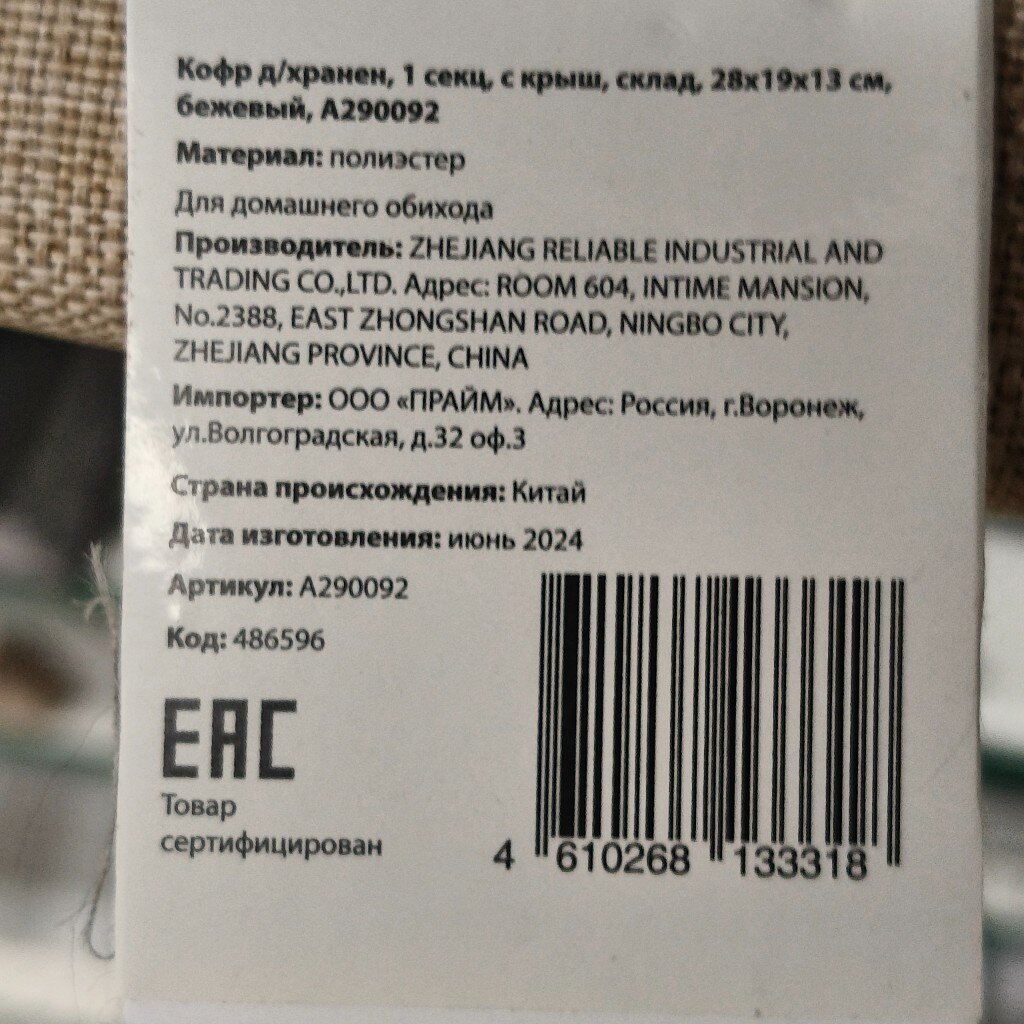 Кофр д/хранен, 1 секц, с крыш, склад, 28х19х13 см,
бежевый, А290092
Материал: полиэстер
Для домашнего обихода
Производитель: ZHEJIANG RELIABLE INDUSTRIAL AND
TRADING CO.,LTD. Адрес: ROOM 604, INTIME MANSION,
No.2388, EAST ZHONGSHAN ROAD, NINGBO CITY,
ZHEJIANG PROVINCE, CHINA
Импортер: ООО «ПРАЙМ». Адрес: Россия, г.Воронеж,
ул.Волгоградская, д.32 оф.3
Страна происхождения: Китай
Дата изготовления: июнь 2024
Артикул: А290092
Код: 486596
EAC
Товар
сертифицирован
4 610268 133318